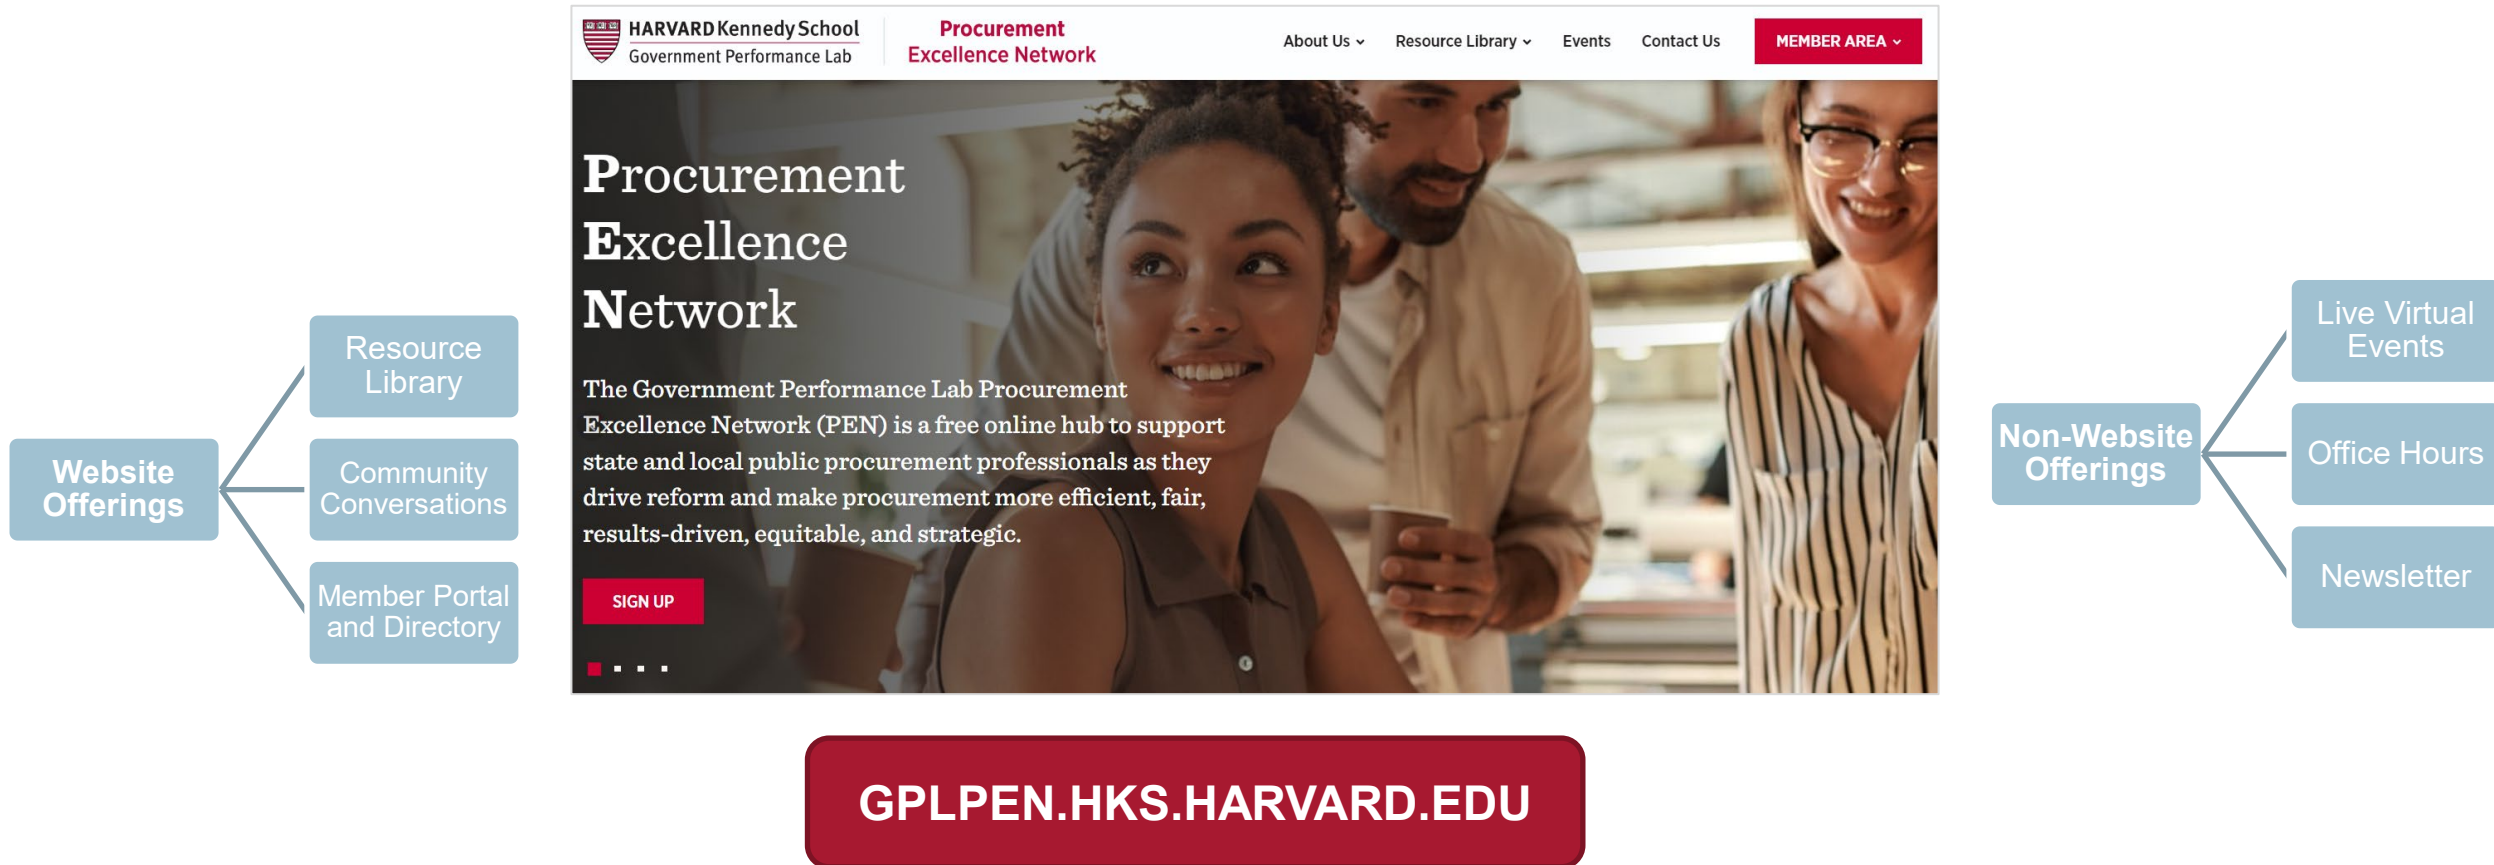 HARVARD Kennedy School
Government Performance Lab
Procurement
Excellence Network
About Us
Resource Library
Events
Contact Us
MEMBER AREA
Procurement
Excellence
Network
The Government Performance Lab Procurement
Excellence Network (PEN) is a free online hub to support
state and local public procurement professionals as they
drive reform and make procurement more efficient, fair,
results-driven, equitable, and strategic.
SIGN UP
Website
Offerings
Resource
Library
Community
Conversations
Member Portal
and Directory
Non-Website
Offerings
Live Virtual
Events
Office Hours
Newsletter
GPLPEN.HKS.HARVARD.EDU